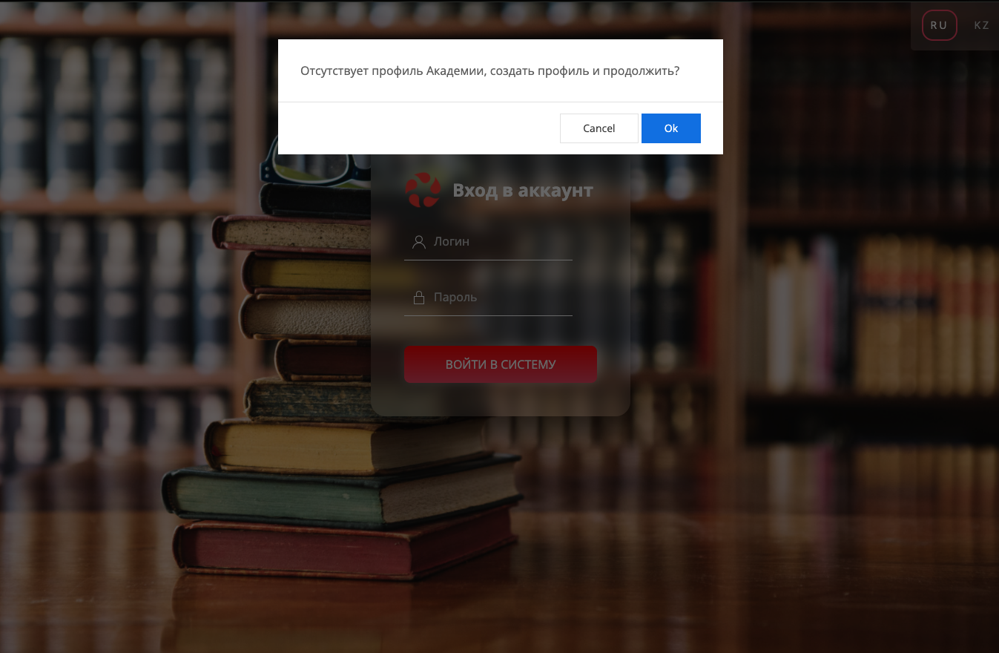 RU KZ
Отсутствует профиль Академии, создать профиль и продолжить?
Cancel Ok
Вход в аккаунт
Логин
Пароль
ВОЙТИ В СИСТЕМУ